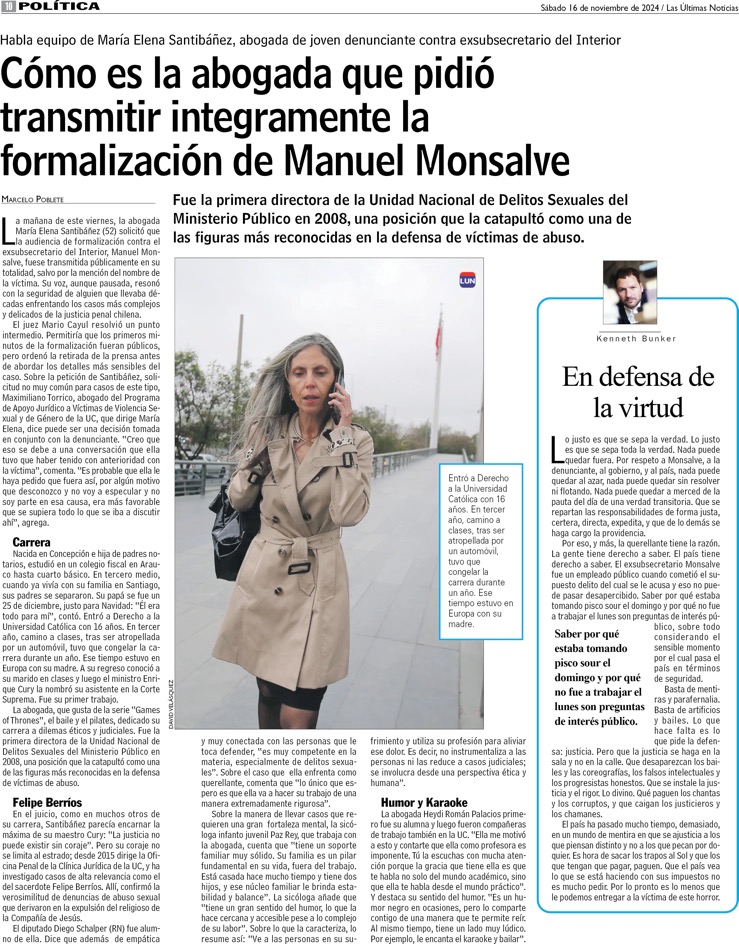 10 POLÍTICA
Sábado 16 de noviembre de 2024 / Las Últimas Noticias
Habla equipo de María Elena Santibáñez, abogada de joven denunciante contra exsubsecretario del Interior
Cómo es la abogada que pidió
transmitir integramente la
formalización de Manuel Monsalve
MARCELO POBLETE
Fue la primera directora de la Unidad Nacional de Delitos Sexuales del
Ministerio Público en 2008, una posición que la catapultó como una de
las figuras más reconocidas en la defensa de víctimas de abuso.
La mañana de este viernes, la abogada
María Elena Santibáñez (52) solicitó que
la audiencia de formalización contra el
exsubsecretario del Interior, Manuel Mon-
salve, fuese transmitida públicamente en su
totalidad, salvo por la mención del nombre de
la víctima. Su voz, aunque pausada, resonó
con la seguridad de alguien que llevaba dé-
cadas enfrentando los casos más complejos
y delicados de la justicia penal chilena.
El juez Mario Cayul resolvió un punto
intermedio. Permitiría que los primeros mi-
nutos de la formalización fueran públicos,
pero ordenó la retirada de la prensa antes
de abordar los detalles más sensibles del
caso. Sobre la petición de Santibáñez, soli-
citud no muy común para casos de este tipo,
Maximiliano Torrico, abogado del Programa
de Apoyo Jurídico a Víctimas de Violencia Se-
xual y de Género de la UC, que dirige María
Elena, dice puede ser una decisión tomada
en conjunto con la denunciante. "Creo que
eso se debe a una conversación que ella
tuvo que haber tenido con anterioridad con
la víctima", comenta. "Es probable que ella le
haya pedido que fuera así, por algún motivo
que desconozco y no voy a especular y no
soy parte en esa causa, era más favorable
que se supiera todo lo que se iba a discutir
ahí", agrega.
Carrera
Nacida en Concepción e hija de padres no-
tarios, estudió en un colegio fiscal en Arau-
co hasta cuarto básico. En tercero medio,
cuando ya vivía con su familia en Santiago,
sus padres se separaron. Su papá se fue un
25 de diciembre, justo para Navidad: "Él era
todo para mí", contó. Entró a Derecho a la
Universidad Católica con 16 años. En tercer
año, camino a clases, tras ser atropellada
por un automóvil, tuvo que congelar la
carrera durante un año. Ese tiempo estuvo en
Europa con su madre. A su regreso conoció a
su marido en clases y luego el ministro Enri-
que Cury la nombró su asistente en la Corte
Suprema. Fue su primer trabajo.
La abogada, que gusta de la serie "Games
of Thrones", el baile y el pilates, dedicado su
carrera a dilemas éticos y judiciales. Fue la
primera directora de la Unidad Nacional de
Delitos Sexuales del Ministerio Público en
2008, una posición que la catapultó como una
de las figuras más reconocidas en la defensa
de víctimas de abuso.
Felipe Berríos
En el juicio, como en muchos otros de
su carrera, Santibáñez parecía encarnar la
máxima de su maestro Cury: "La justicia no
puede existir sin coraje". Pero su coraje no
se limita al estrado; desde 2015 dirige la Ofi-
cina Penal de la Clínica Jurídica de la UC, y ha
investigado casos de alta relevancia como el
del sacerdote Felipe Berríos. Allí, confirmó la
verosimilitud de denuncias de abuso sexual
que derivaron en la expulsión del religioso de
la Compañía de Jesús.
El diputado Diego Schalper (RN) fue alum-
no de ella. Dice que además de empática
LUN
DAVID VELASQUEZ
Entró a Derecho
a la Universidad
Católica con 16
años. En tercer
año, camino a
clases, tras ser
atropellada por
un automóvil,
tuvo que
congelar la
carrera durante
un año. Ese
tiempo estuvo en
Europa con su
madre.
y muy conectada con las personas que le
toca defender, "es muy competente en la
materia, especialmente de delitos sexua-
les". Sobre el caso que ella enfrenta como
querellante, comenta que "lo único que es-
pero es que ella va a hacer su trabajo de una
manera extremadamente rigurosa".
Sobre la manera de llevar casos que re-
quieren una gran fortaleza mental, la sicó-
loga infanto juvenil Paz Rey, que trabaja con
la abogada, cuenta que "tiene un soporte
familiar muy sólido. Su familia es un pilar
fundamental en su vida, fuera del trabajo.
Está casada hace mucho tiempo y tiene dos
hijos, y ese núcleo familiar le brinda esta-
bilidad y balance". La sicóloga añade que
"tiene un gran sentido del humor, lo que la
hace cercana y accesible pese a lo complejo
de su labor". Sobre lo que la caracteriza, lo
resume así: "Ve a las personas en su su-
frimiento y utiliza su profesión para aliviar
ese dolor. Es decir, no instrumentaliza a las
personas ni las reduce a casos judiciales;
se involucra desde una perspectiva ética y
humana".
Humor y Karaoke
La abogada Heydi Román Palacios prime-
ro fue su alumna y luego fueron compañeras
de trabajo también en la UC. "Ella me motivó
a esto y contarte que ella como profesora es
imponente. Tú la escuchas con mucha aten-
ción porque la gracia que tiene ella es que
te habla no solo del mundo académico, sino
que ella te habla desde el mundo práctico".
Y destaca su sentido del humor. "Es un hu-
mor negro en ocasiones, pero lo comparte
contigo de una manera que te permite reír.
Al mismo tiempo, tiene un lado muy lúdico.
Por ejemplo, le encanta el karaoke y bailar".
Kenneth Bunker
En defensa de
la virtud
Lo justo es que se sepa la verdad. Lo justo
es que se sepa toda la verdad. Nada puede
quedar fuera. Por respeto a Monsalve, a la
denunciante, al gobierno, y al país, nada puede
quedar al azar, nada puede quedar sin resolver
ni flotando. Nada puede quedar a merced de la
pauta del día de una verdad transitoria. Que se
repartan las responsabilidades de forma justa,
certera, directa, expedita, y que de lo demás se
haga cargo la providencia.
Por eso, y más, la querellante tiene la razón.
La gente tiene derecho a saber. El país tiene
derecho a saber. El exsubsecretario Monsalve
fue un empleado público cuando cometió el su-
puesto delito del cual se le acusa y eso no pue-
de pasar desapercibido. Saber por qué estaba
tomando pisco sour el domingo y por qué no fue
a trabajar el lunes son preguntas de interés pú-
blico, sobre todo
considerando el
sensible momento
por el cual pasa el
país en términos
de seguridad.
Basta de menti-
ras y parafernalia.
Basta de artificios
y bailes. Lo que
hace falta es lo
que pide la defen-
sa: justicia. Pero que la justicia se haga en la
sala y no en la calle. Que desaparezcan los bai-
les y las coreografías, los falsos intelectuales y
los progresistas honestos. Que se instale la jus-
ticia y el rigor. Lo divino. Qué paguen los chantas
y los corruptos, y que caigan los justicieros y
los chamanes.
El país ha pasado mucho tiempo, demasiado,
en un mundo de mentira en que se ajusticia a los
que piensan distinto y no a los que pecan por do-
quier. Es hora de sacar los trapos al Sol y que los
que tengan que pagar, paguen. Que el país vea
lo que se está haciendo con sus impuestos no
es mucho pedir. Por lo pronto es lo menos que
le podemos entregar a la víctima de este horror.
Saber por qué
estaba tomando
pisco sour el
domingo y por qué
no fue a trabajar el
lunes son preguntas
de interés público.